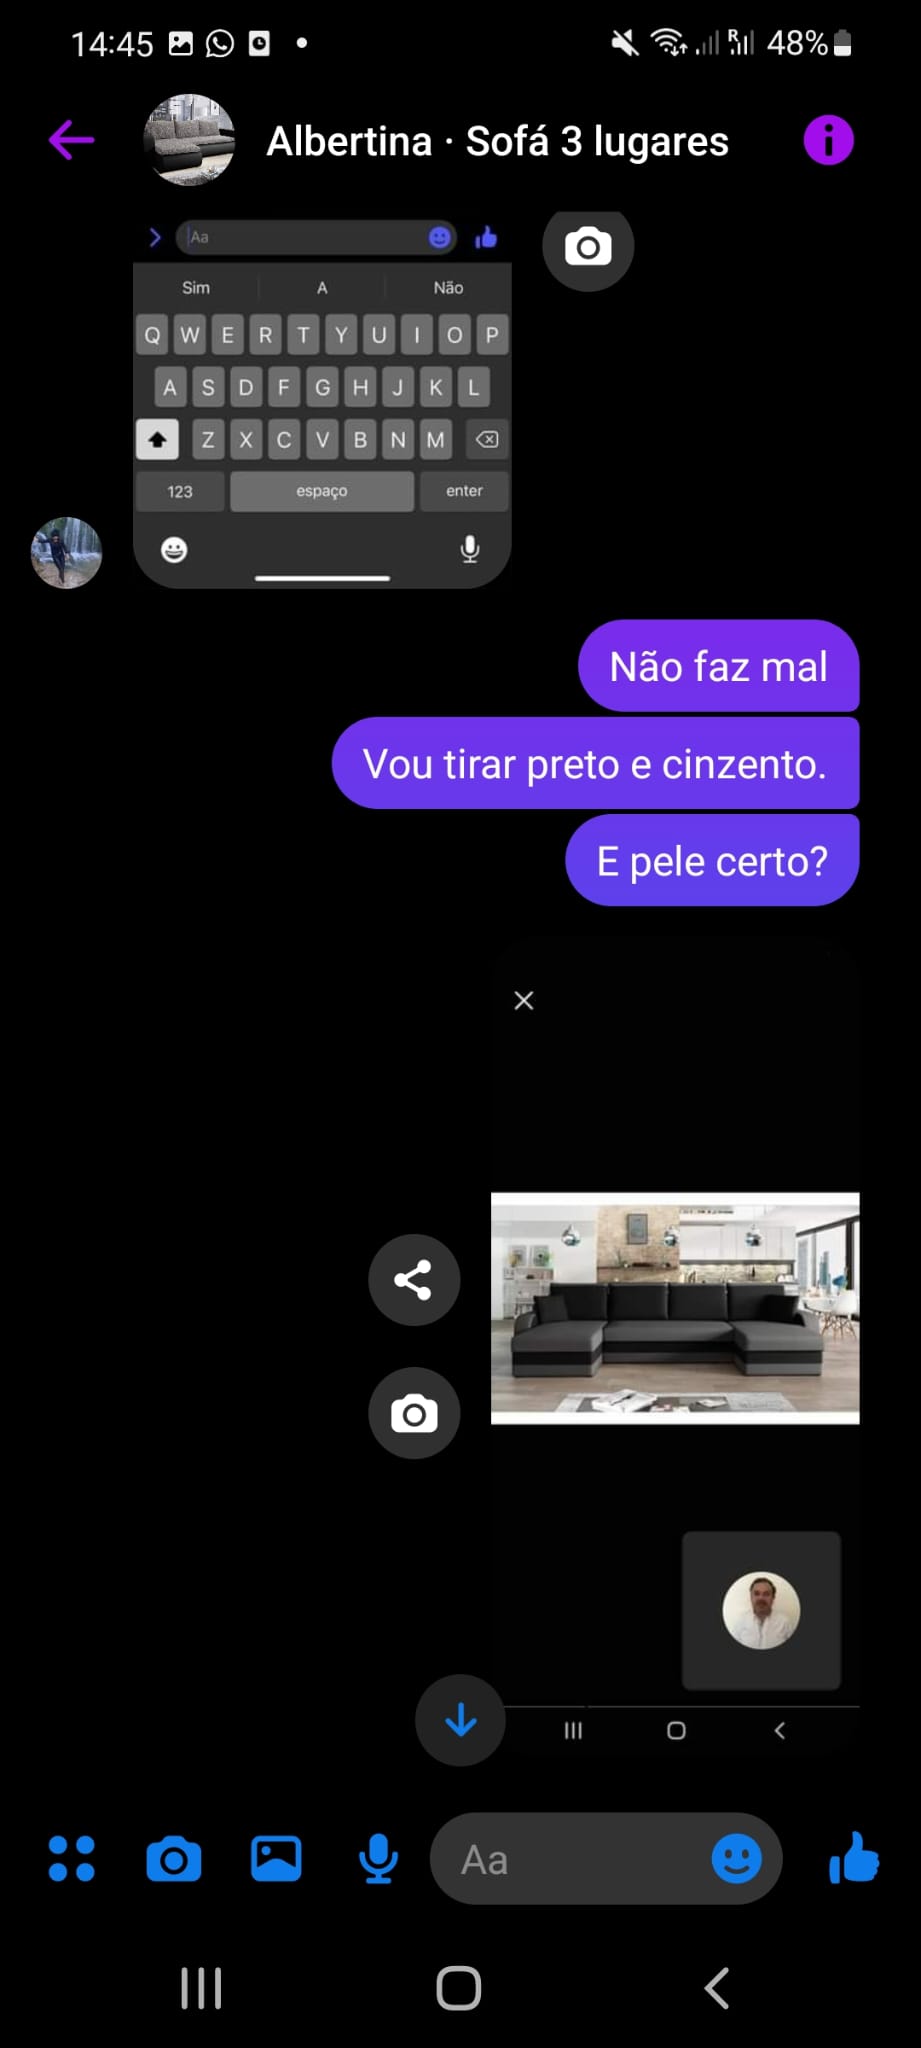 14:45 48%
Albertina · Sofá 3 lugares
Aa
Sim A Não
Q W E R T Y U I O P
A S D F G H J K L
Z X C V B N M
123 espaço enter
Não faz mal
Vou tirar preto e cinzento.
E pele certo?
Aa